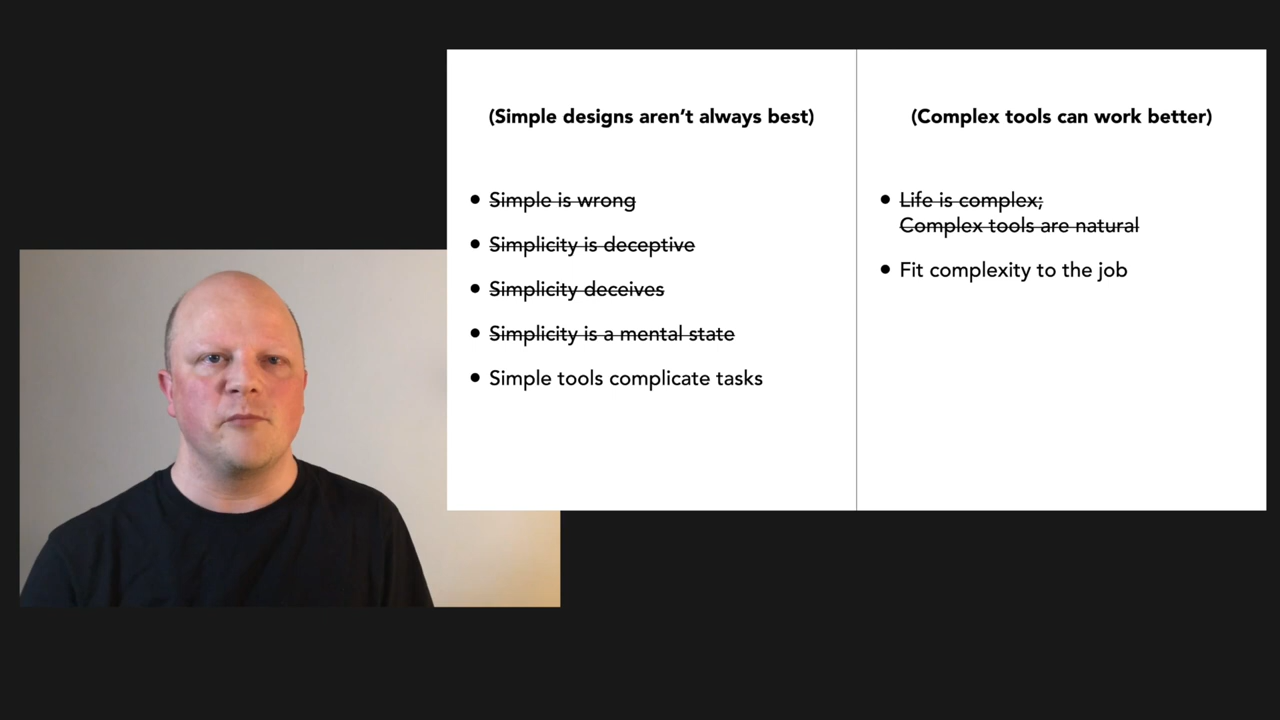 (Simple designs aren’t always best)
• Simple is wrong
• Simplicity is deceptive
• Simplicity deceives
• Simplicity is a mental state
• Simple tools complicate tasks
(Complex tools can work better)
• Life is complex;
Complex tools are natural
• Fit complexity to the job